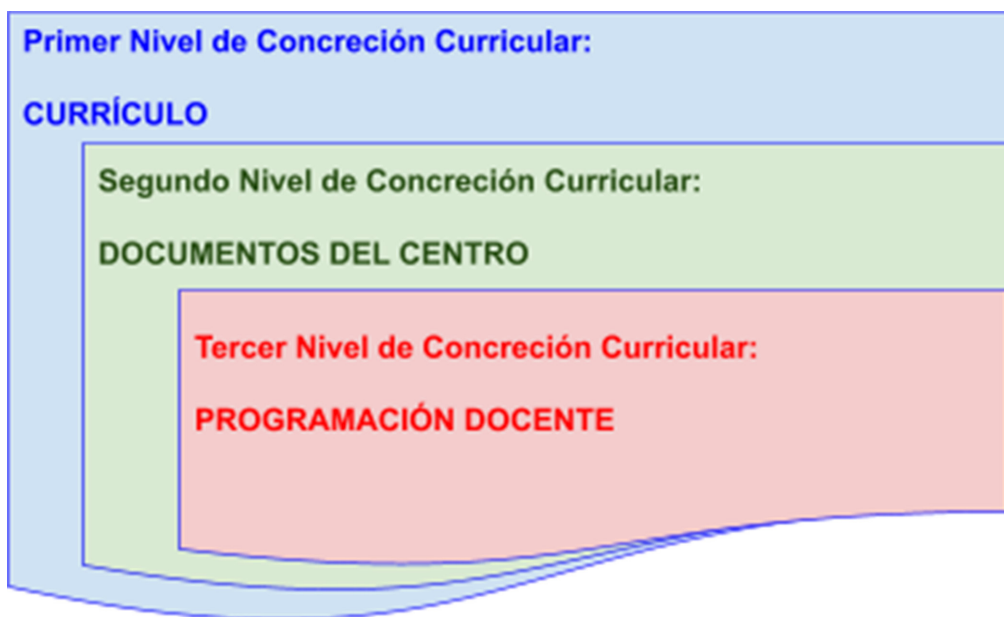 Primer Nivel de Concreción Curricular:
CURRÍCULO
Segundo Nivel de Concreción Curricular:
DOCUMENTOS DEL CENTRO
Tercer Nivel de Concreción Curricular:
PROGRAMACIÓN DOCENTE